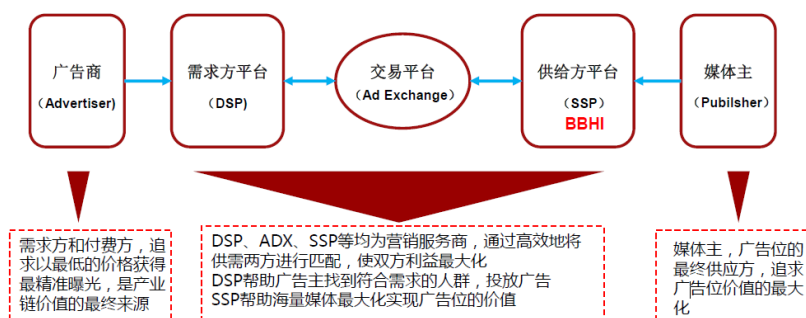 广告商
（Advertiser)
需求方平台
（DSP)
交易平台
（Ad Exchange）
供给方平台
（SSP）
BBHI
媒体主
（Pubilsher）
需求方和付费方，追
求以最低的价格获得
最精准曝光，是产业
链价值的最终来源
DSP、ADX、SSP等均为营销服务商，通过高效地将
供需两方进行匹配，使双方利益最大化
DSP帮助广告主找到符合需求的人群，投放广告
SSP帮助海量媒体最大化实现广告位的价值
媒体主，广告位的
最终供应方，追求
广告位价值的最大
化